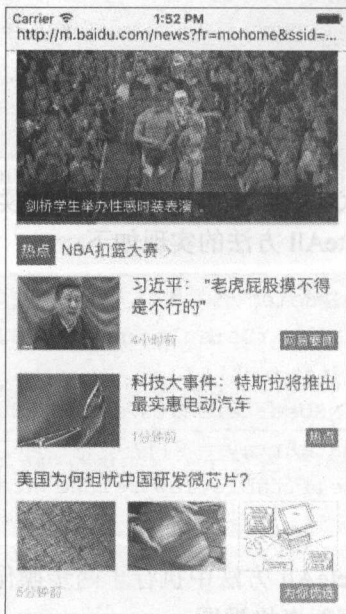 Carrier 1:52 PM
http://m.baidu.com/news?fr=mohome&ssid=...
剑桥学生举办性感时装表演
热点 NBA扣篮大赛 >
习近平："老虎屁股摸不得
是不行的"
4小时前 网易要闻
科技大事件：特斯拉将推出
最实惠电动汽车
1分钟前 热点
美国为何担忧中国研发微芯片?
5分钟前 为你优选